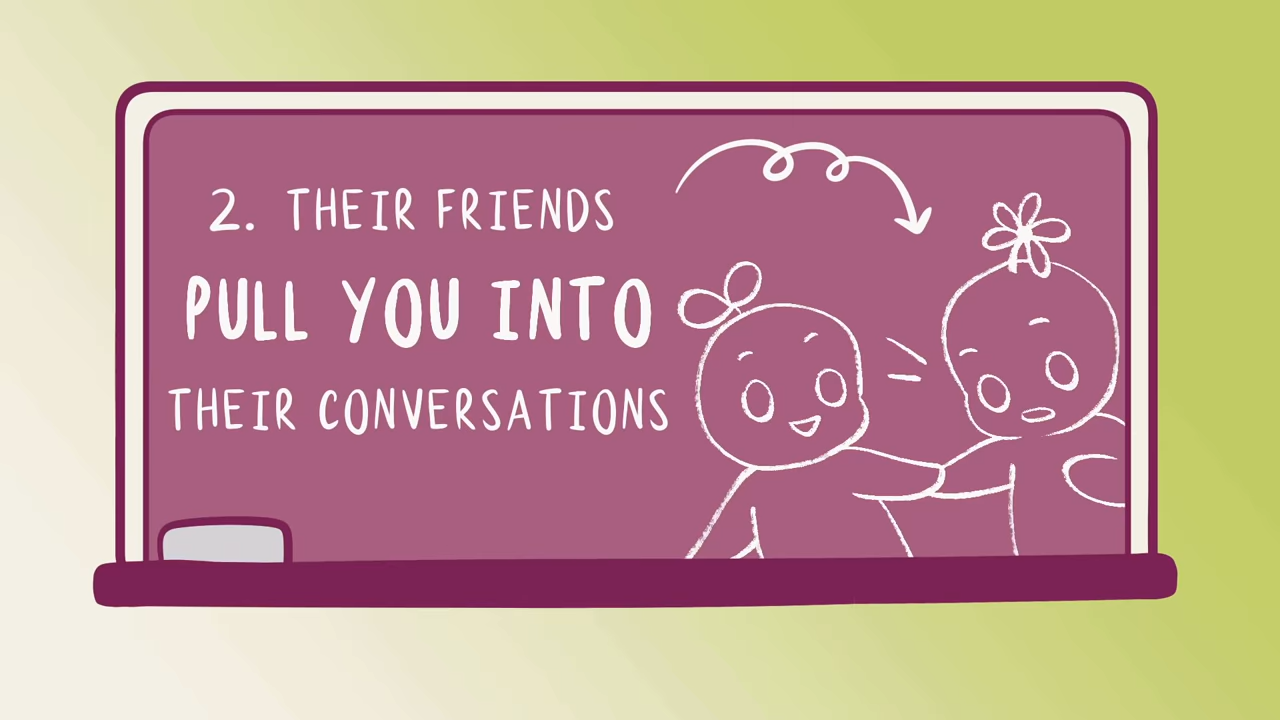 2. THEIR FRIENDS
PULL YOU INTO
THEIR CONVERSATIONS